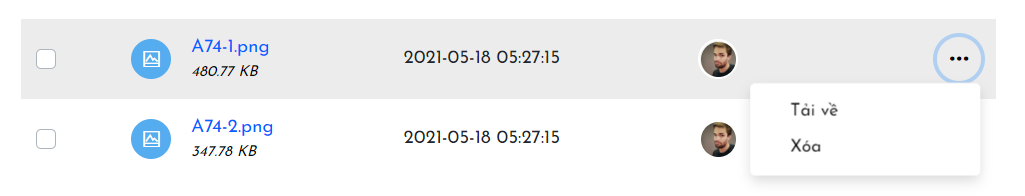 A74-1.png
480.77 KB
2021-05-18 05:27:15
Tải về
Xóa
A74-2.png
347.78 KB
2021-05-18 05:27:15